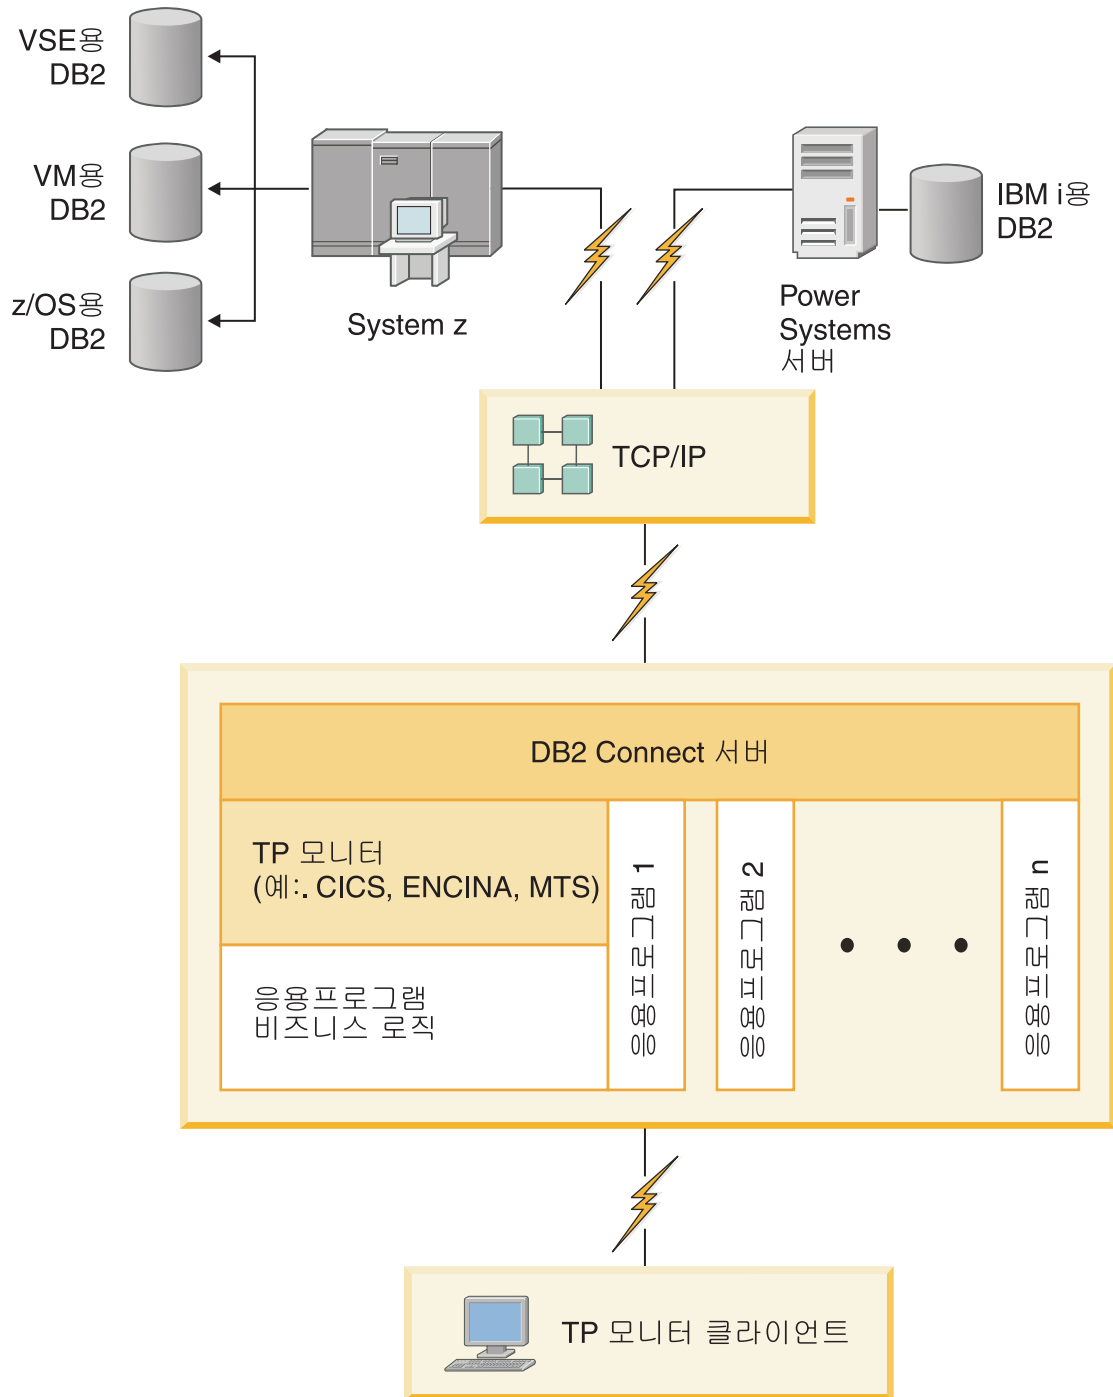 VSE용
DB2
VM용
DB2
z/OS용
DB2
System z
Power
Systems
서버
IBM i용
DB2
TCP/IP
DB2 Connect 서버
TP 모니터
(예:. CICS, ENCINA, MTS)
응용프로그램
비즈니스 로직
응용프로그램 1
응용프로그램 2
응용프로그램 n
TP 모니터 클라이언트